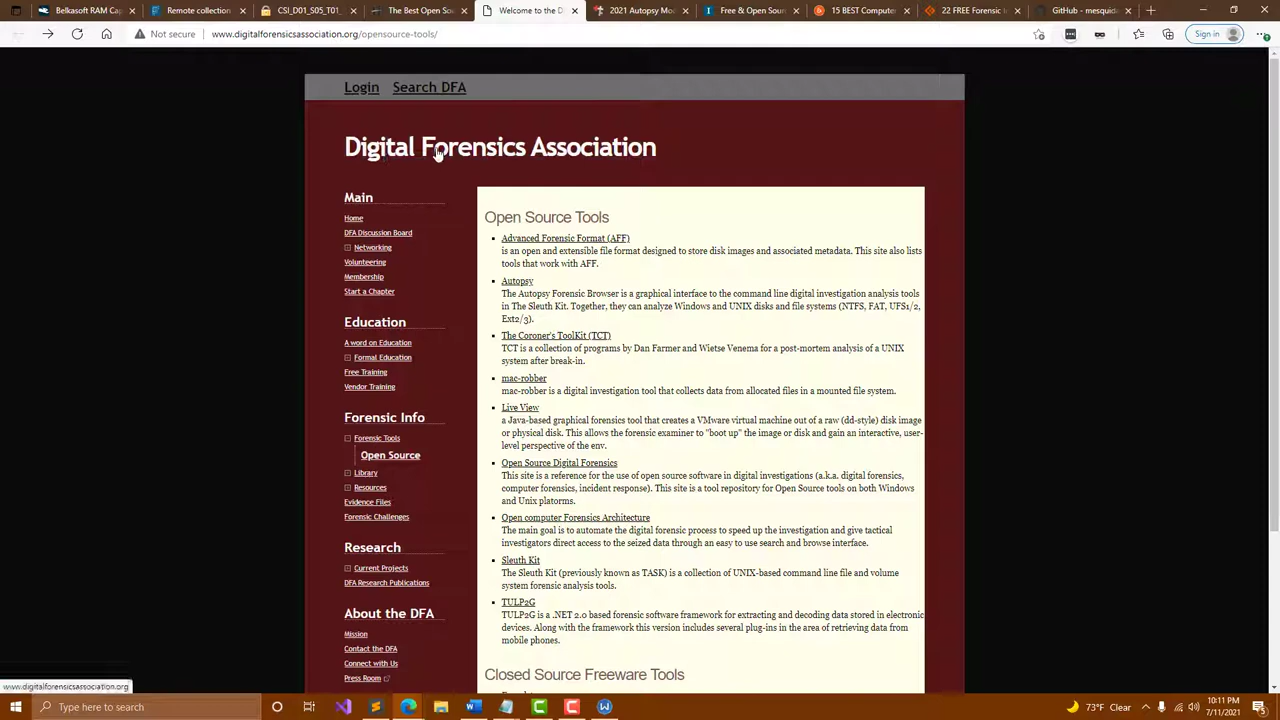 Belkasoft RAM Cap
Remote collection
CSI_D01_S05_T01
The Best Open So
Welcome to the D
2021 Autopsy Mod
Free & Open Sou
15 BEST Computer
22 FREE Forensic I
GitHub - mesquid
Not secure
www.digitalforensicsassociation.org/opensource-tools/
Sign in
Login Search DFA
Digital Forensics Association
Main
Home
DFA Discussion Board
Networking
Volunteering
Membership
Start a Chapter
Education
A word on Education
Formal Education
Free Training
Vendor Training
Forensic Info
Forensic Tools
Open Source
Library
Resources
Evidence Files
Forensic Challenges
Research
Current Projects
DFA Research Publications
About the DFA
Mission
Contact the DFA
Connect with Us
Press Room
Open Source Tools
Advanced Forensic Format (AFF)
is an open and extensible file format designed to store disk images and associated metadata. This site also lists
tools that work with AFF.
Autopsy
The Autopsy Forensic Browser is a graphical interface to the command line digital investigation analysis tools
in The Sleuth Kit. Together, they can analyze Windows and UNIX disks and file systems (NTFS, FAT, UFS1/2,
Ext2/3).
The Coroner's ToolKit (TCT)
TCT is a collection of programs by Dan Farmer and Wietse Venema for a post-mortem analysis of a UNIX
system after break-in.
mac-robber
mac-robber is a digital investigation tool that collects data from allocated files in a mounted file system.
Live View
a Java-based graphical forensics tool that creates a VMware virtual machine out of a raw (dd-style) disk image
or physical disk. This allows the forensic examiner to "boot up" the image or disk and gain an interactive, user-
level perspective of the env.
Open Source Digital Forensics
This site is a reference for the use of open source software in digital investigations (a.k.a. digital forensics,
computer forensics, incident response). This site is a tool repository for Open Source tools on both Windows
and Unix platorms.
Open computer Forensics Architecture
The main goal is to automate the digital forensic process to speed up the investigation and give tactical
investigators direct access to the seized data through an easy to use search and browse interface.
Sleuth Kit
The Sleuth Kit (previously known as TASK) is a collection of UNIX-based command line file and volume
system forensic analysis tools.
TULP2G
TULP2G is a .NET 2.0 based forensic software framework for extracting and decoding data stored in electronic
devices. Along with the framework this version includes several plug-ins in the area of retrieving data from
mobile phones.
Closed Source Freeware Tools
www.digitalforensicsassociation.org
Type here to search
73°F Clear
10:11 PM
7/11/2021